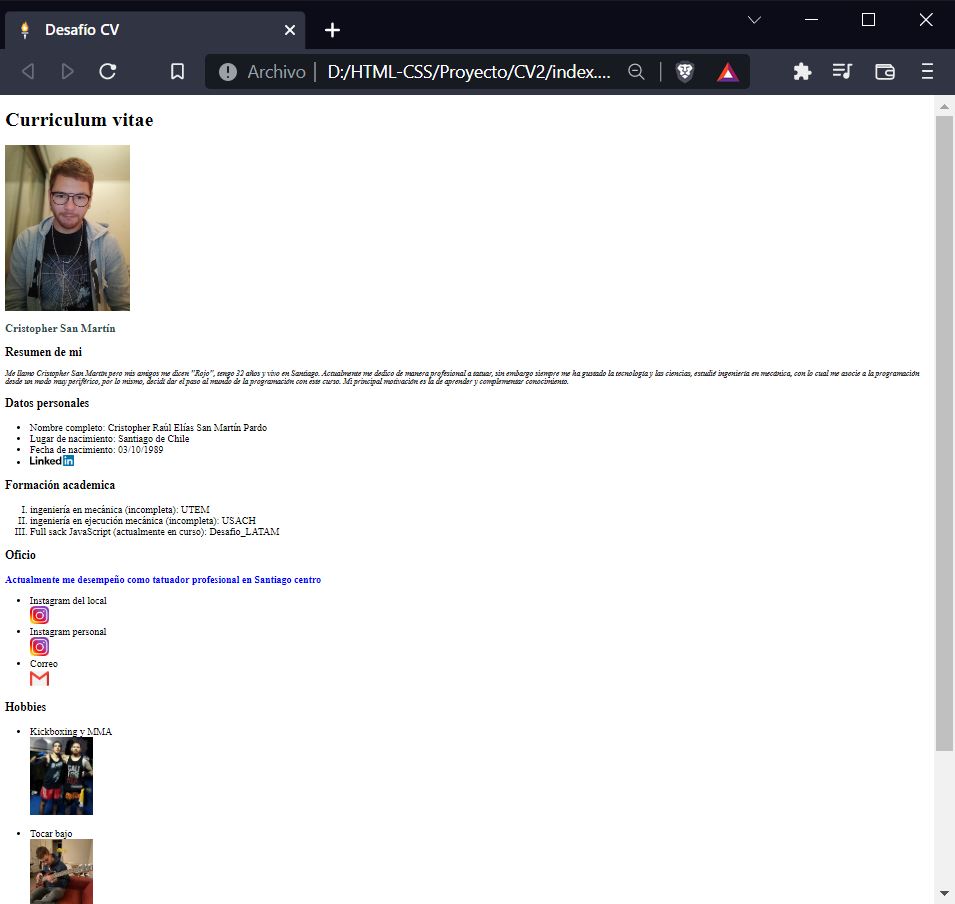 Desafío CV
Archivo | D:/HTML-CSS/Proyecto/CV2/index....
Curriculum vitae
Cristopher San Martín
Resumen de mi
Me llamo Cristopher San Martín pero mis amigos me dicen "Rojo", tengo 32 años y vivo en Santiago. Actualmente me dedico de manera profesional a tatuar, sin embargo siempre me ha gustado la tecnología y las ciencias, estudié ingeniería en mecánica, con lo cual me asocie a la programación
desde un modo muy periférico, por lo mismo, decidí dar el paso al mundo de la programación con este curso. Mi principal motivación es la de aprender y complementar conocimiento.
Datos personales
Nombre completo: Cristopher Raúl Elías San Martín Pardo
Lugar de nacimiento: Santiago de Chile
Fecha de nacimiento: 03/10/1989
Linkedin
Formación academica
I. ingeniería en mecánica (incompleta): UTEM
II. ingeniería en ejecución mecánica (incompleta): USACH
III. Full sack JavaScript (actualmente en curso): Desafio_LATAM
Oficio
Actualmente me desempeño como tatuador profesional en Santiago centro
Instagram del local
Instagram personal
Correo
Hobbies
Kickboxing y MMA
Tocar bajo